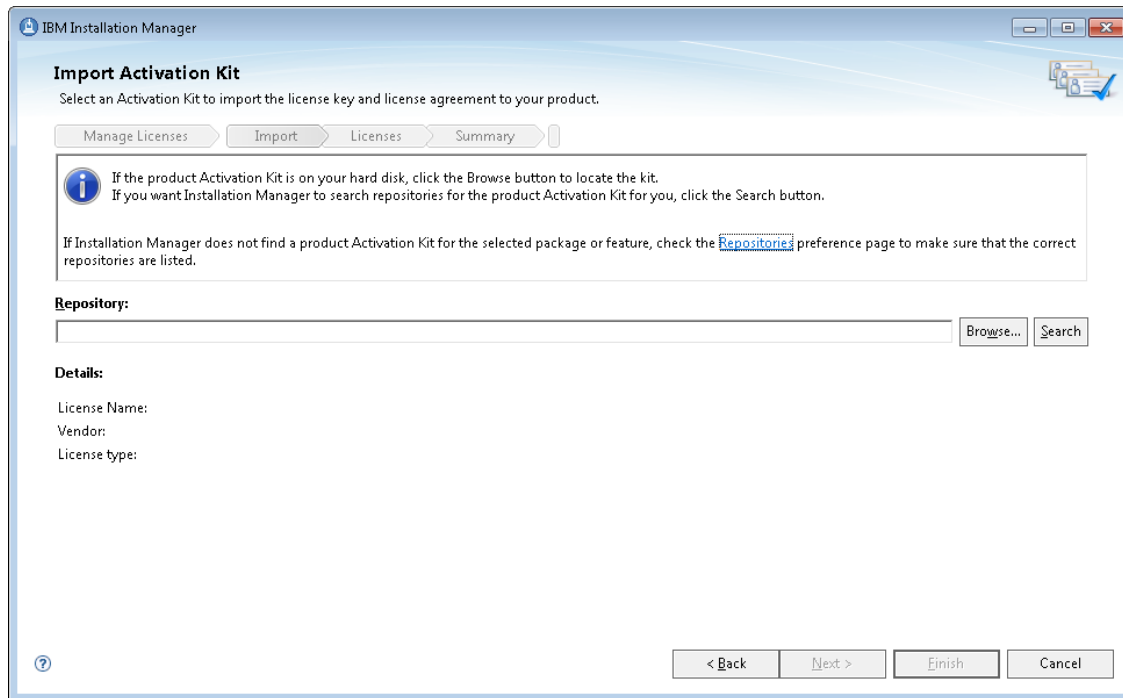 IBM Installation Manager
Import Activation Kit
Select an Activation Kit to import the license key and license agreement to your product.
Manage Licenses Import Licenses Summary
If the product Activation Kit is on your hard disk, click the Browse button to locate the kit.
If you want Installation Manager to search repositories for the product Activation Kit for you, click the Search button.
If Installation Manager does not find a product Activation Kit for the selected package or feature, check the Repositories preference page to make sure that the correct
repositories are listed.
Repository:
Browse... Search
Details:
License Name:
Vendor:
License type:
? < Back Next > Finish Cancel